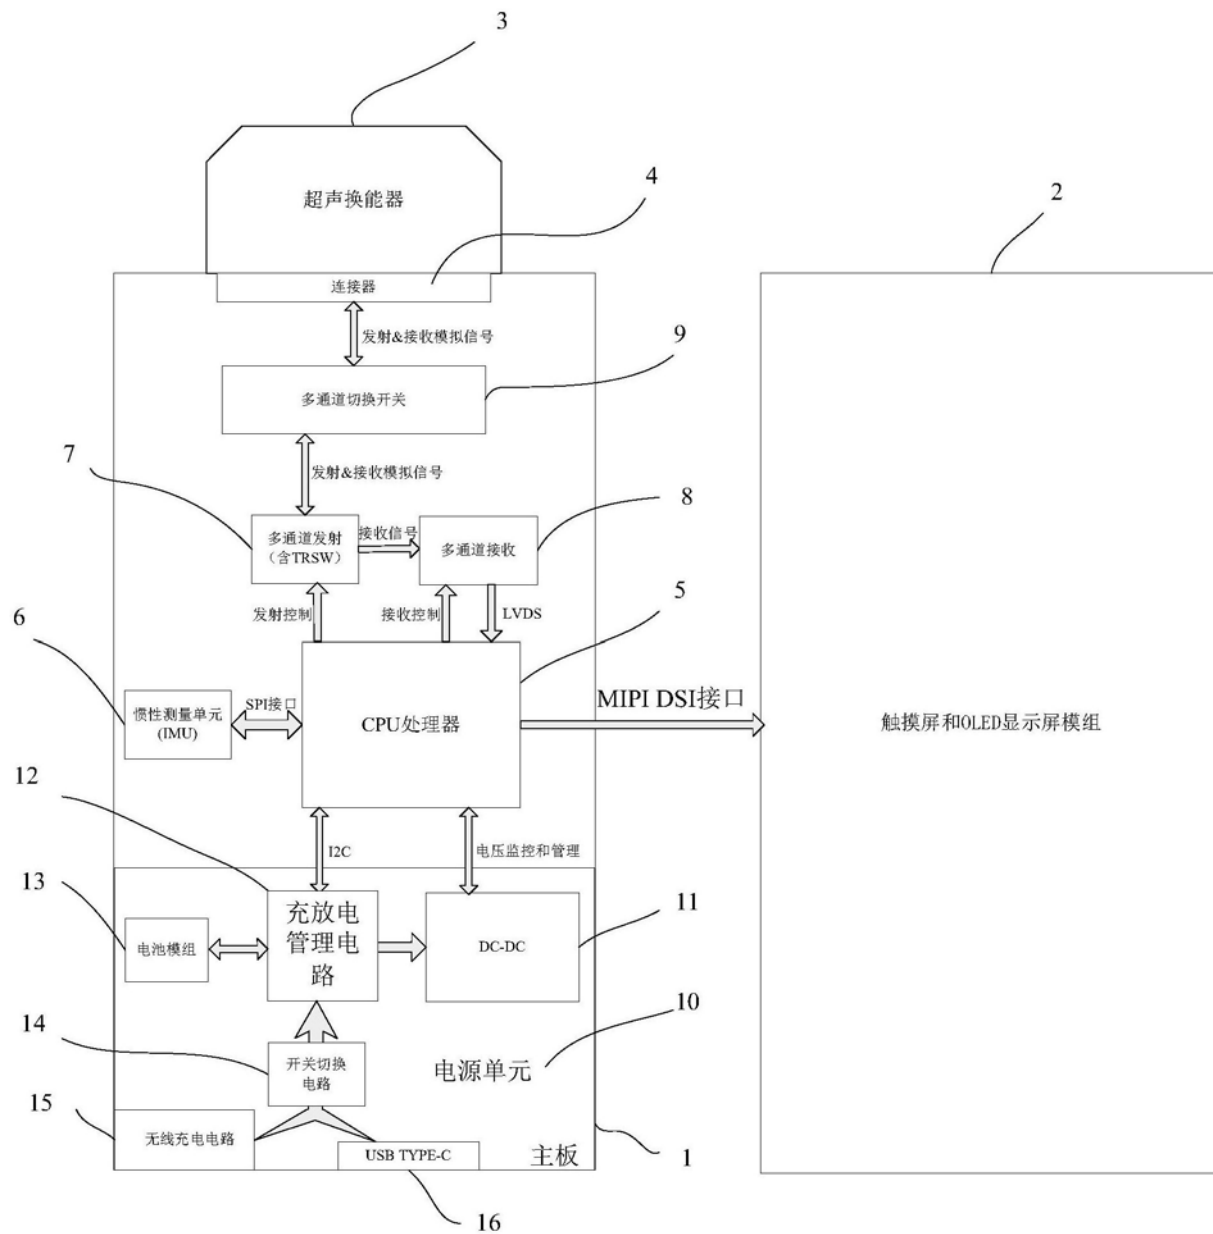 3
超声换能器
4
2
连接器
发射&接收模拟信号
9
多通道切换开关
7
发射&接收模拟信号
8
多通道发射
(含TRSW)
接收信号
多通道接收
发射控制
接收控制
LVDS
5
6
惯性测量单元
(IMU)
SPI接口
CPU处理器
MIPI DSI接口
触摸屏和OLED显示屏模组
12
I2C
电压监控和管理
13
充放电
管理电
路
11
电池模组
DC-DC
14
10
开关切换
电路
电源单元
15
无线充电电路
USB TYPE-C
主板
1
16